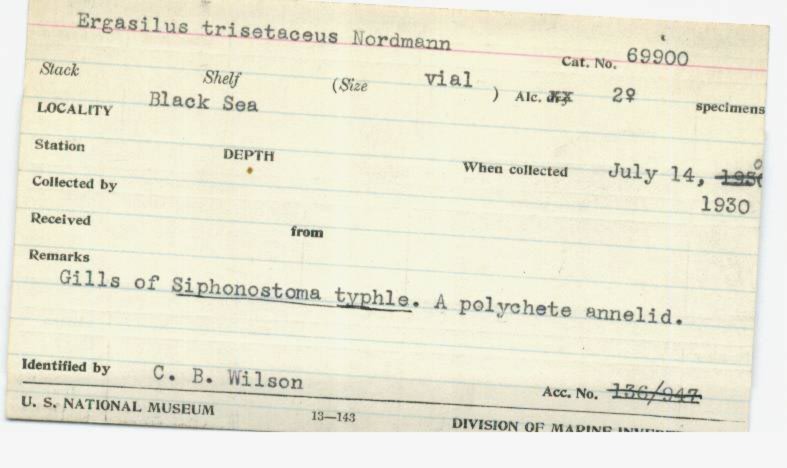 Ergasilus trisetaceus Nordmann
Cat. No. 69900
Stack Shelf (Size vial ) Alc. dry 2♀ specimens
LOCALITY Black Sea
Station DEPTH When collected July 14, 1930
1930
Collected by
Received from
Remarks
Gills of Siphonostoma typhle. A polychete annelid.
Identified by C. B. Wilson Acc. No. 136/947
U. S. NATIONAL MUSEUM 13—143 DIVISION OF MARINE